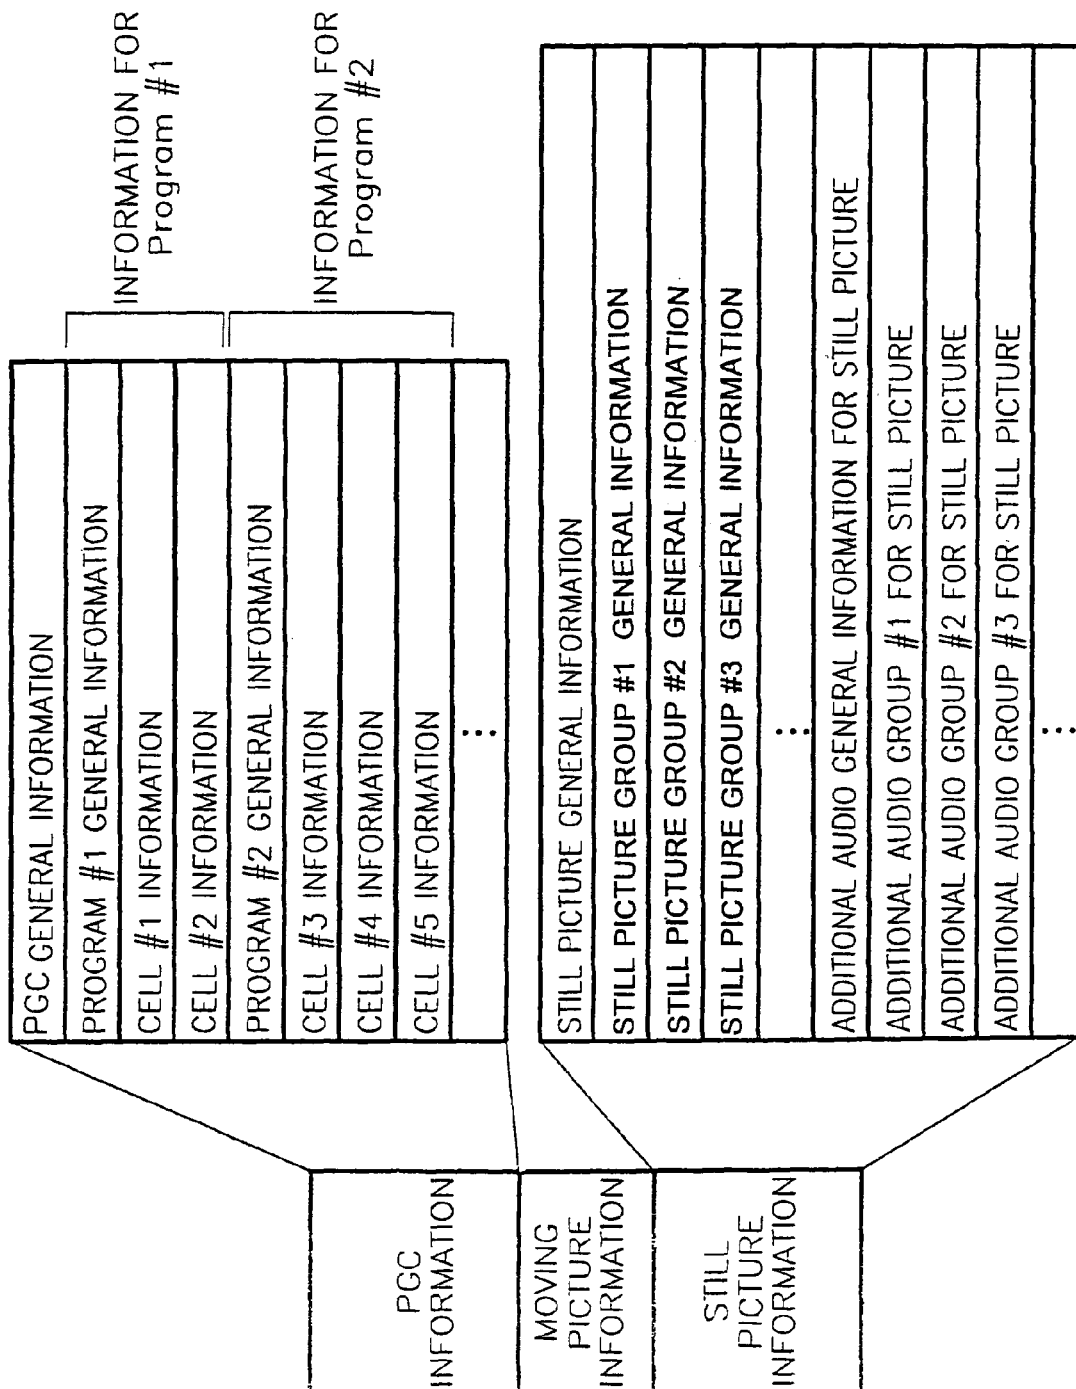 PGC
INFORMATION
MOVING
PICTURE
INFORMATION
STILL
PICTURE
INFORMATION
PGC GENERAL INFORMATION
PROGRAM #1 GENERAL INFORMATION
CELL #1 INFORMATION
CELL #2 INFORMATION
PROGRAM #2 GENERAL INFORMATION
CELL #3 INFORMATION
CELL #4 INFORMATION
CELL #5 INFORMATION
...
INFORMATION FOR
Program #1
INFORMATION FOR
Program #2
STILL PICTURE GENERAL INFORMATION
STILL PICTURE GROUP #1 GENERAL INFORMATION
STILL PICTURE GROUP #2 GENERAL INFORMATION
STILL PICTURE GROUP #3 GENERAL INFORMATION
...
ADDITIONAL AUDIO GENERAL INFORMATION FOR STILL PICTURE
ADDITIONAL AUDIO GROUP #1 FOR STILL PICTURE
ADDITIONAL AUDIO GROUP #2 FOR STILL PICTURE
ADDITIONAL AUDIO GROUP #3 FOR STILL PICTURE
...